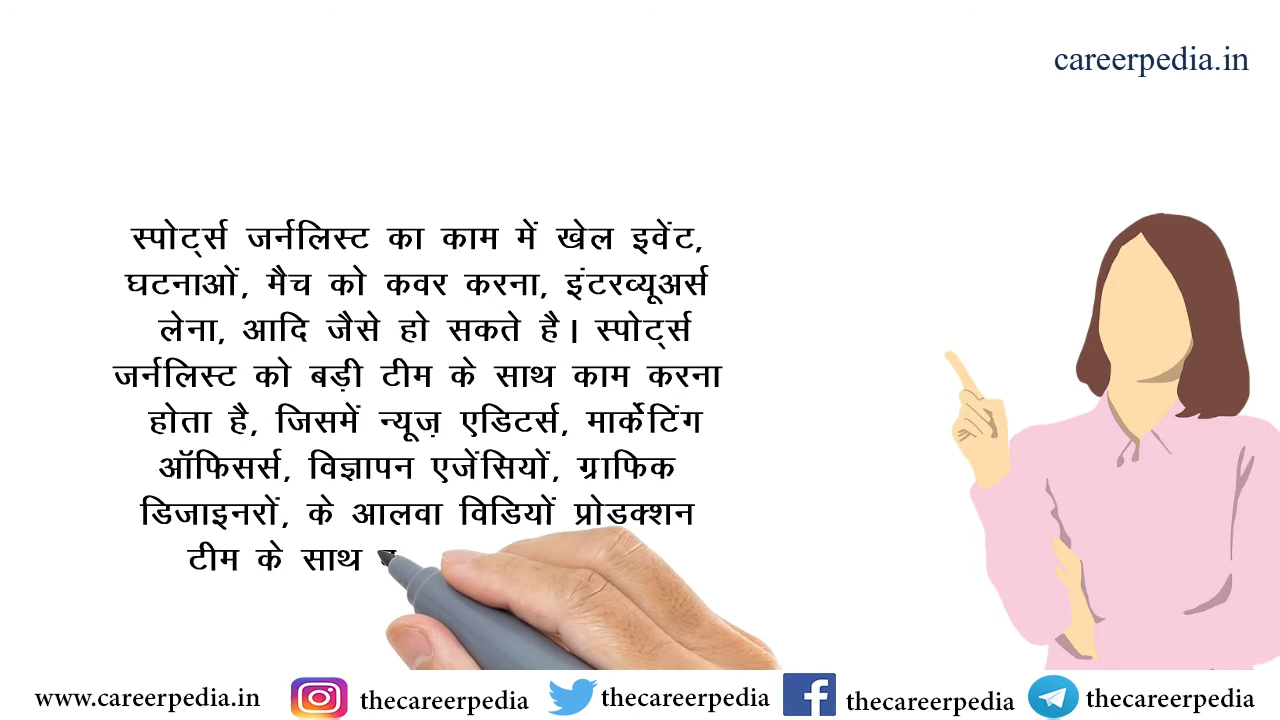 careerpedia.in
स्पोर्ट्स जर्नलिस्ट का काम में खेल इवेंट,
घटनाओं, मैच को कवर करना, इंटरव्यूअर्स
लेना, आदि जैसे हो सकते है। स्पोर्ट्स
जर्नलिस्ट को बड़ी टीम के साथ काम करना
होता है, जिसमें न्यूज़ एडिटर्स, मार्केटिंग
ऑफिसर्स, विज्ञापन एजेंसियों, ग्राफिक
डिजाइनरों, के आलवा विडियों प्रोडक्शन
टीम के साथ
www.careerpedia.in thecareerpedia thecareerpedia thecareerpedia thecareerpedia